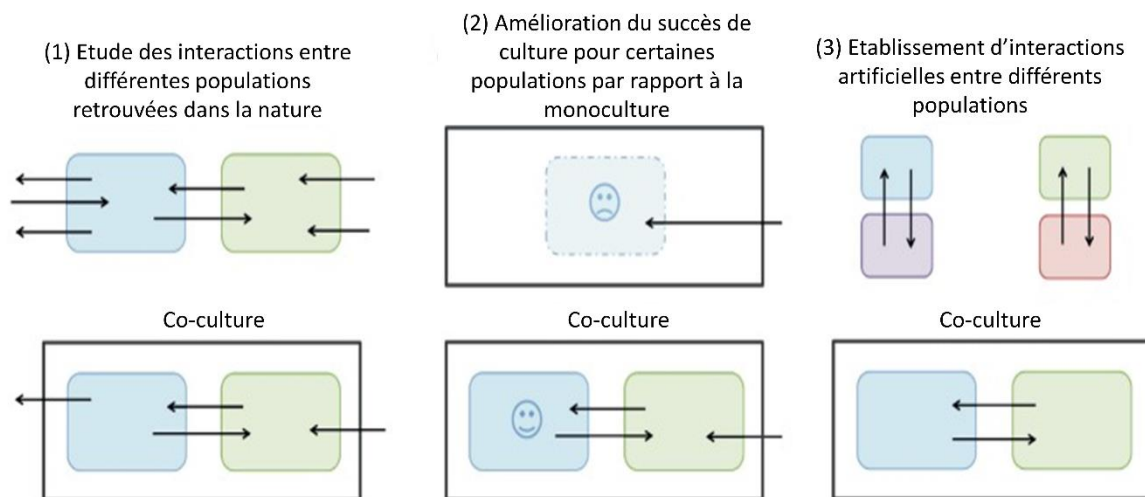 (1) Etude des interactions entre
différentes populations
retrouvées dans la nature
(2) Amélioration du succès de
culture pour certaines
populations par rapport à la
monoculture
(3) Etablissement d’interactions
artificielles entre différents
populations
Co-culture
Co-culture
Co-culture